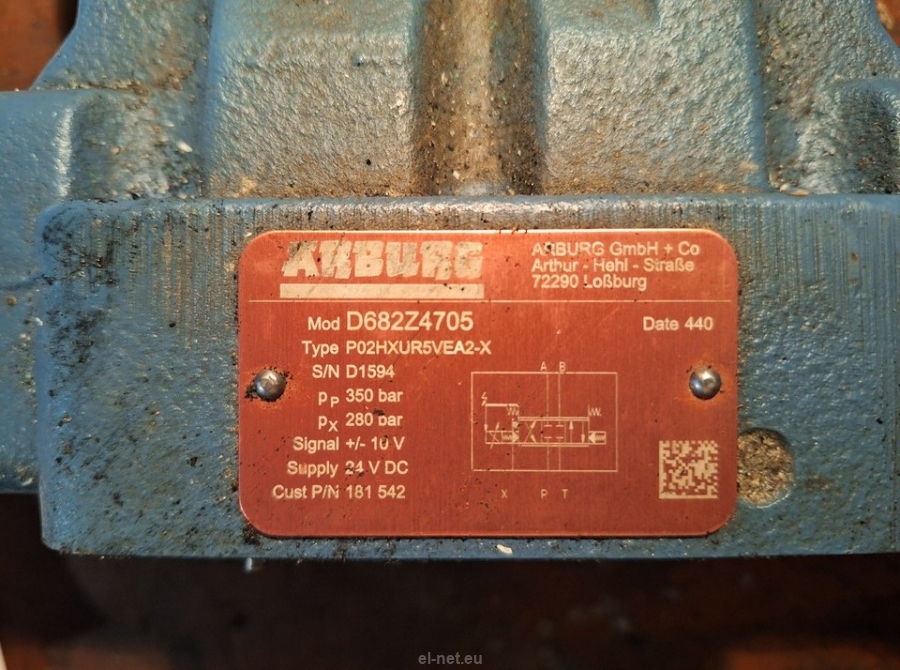 ARBURG
ARBURG GmbH + Co
Arthur - Hehl - Straße
72290 Loßburg
Mod D682Z4705
Date 440
Type P02HXUR5VEA2-X
S/N D1594
pP 350 bar
pX 280 bar
Signal +/- 10 V
Supply 24 V DC
Cust P/N 181 542
A B
X P T
el-net.eu